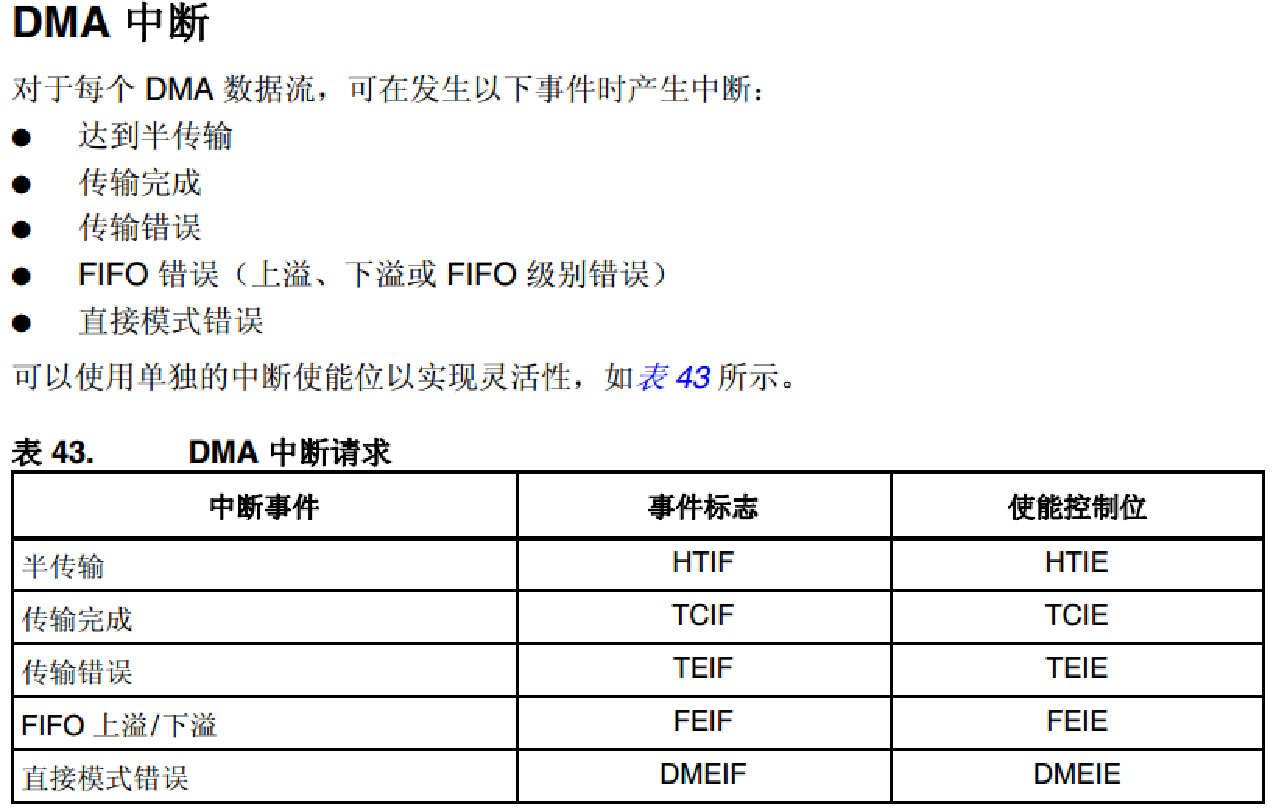 DMA 中断
对于每个 DMA 数据流，可在发生以下事件时产生中断：
● 达到半传输
● 传输完成
● 传输错误
● FIFO 错误（上溢、下溢或 FIFO 级别错误）
● 直接模式错误
可以使用单独的中断使能位以实现灵活性，如表 43 所示。
表 43. DMA 中断请求
中断事件 事件标志 使能控制位
半传输 HTIF HTIE
传输完成 TCIF TCIE
传输错误 TEIF TEIE
FIFO 上溢/下溢 FEIF FEIE
直接模式错误 DMEIF DMEIE